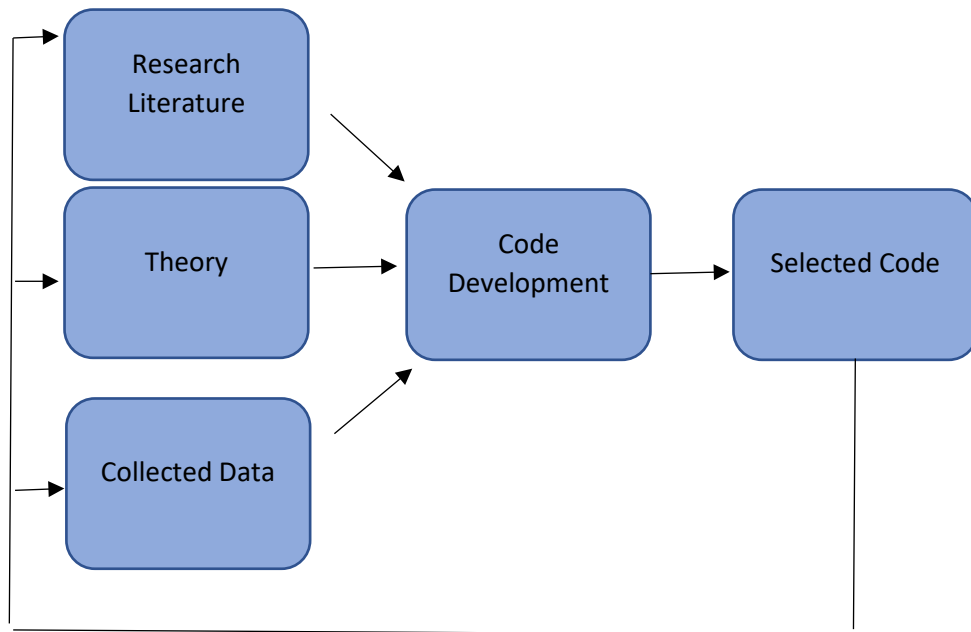 Research
Literature
Theory
Collected Data
Code
Development
Selected Code